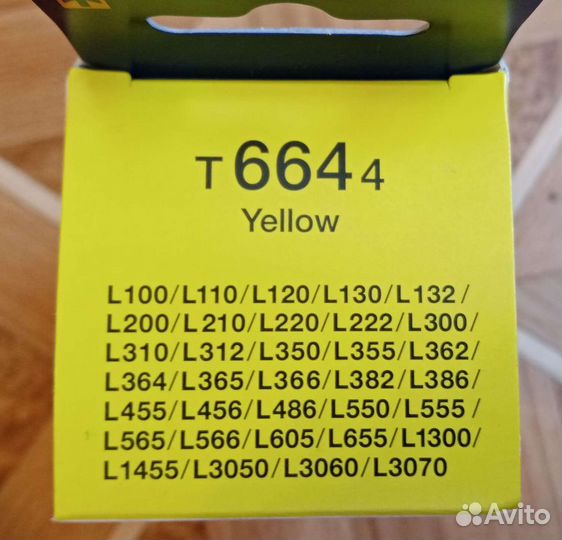 T 664 4
Yellow
L100/L110/L120/L130/L132/
L200/L210/L220/L222/L300/
L310/L312/L350/L355/L362/
L364/L365/L366/L382/L386/
L455/L456/L486/L550/L555/
L565/L566/L605/L655/L1300/
L1455/L3050/L3060/L3070
Avito